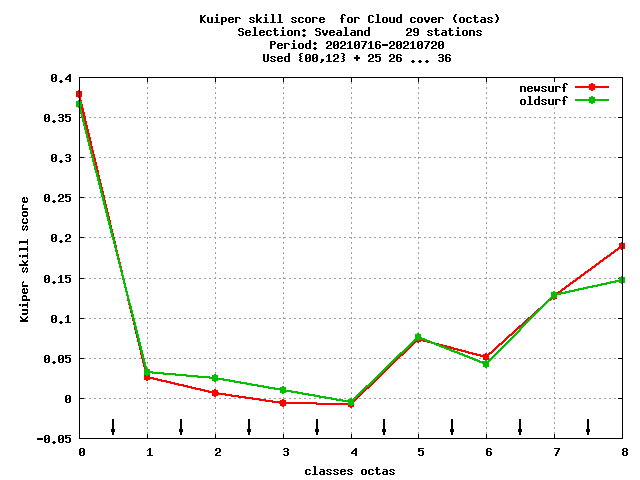 Kuiper skill score  for Cloud cover (octas)
Selection: Svealand     29 stations
Period: 20210716-20210720
Used {00,12} + 25 26 ... 36
newsurf
oldsurf
0.4
0.35
0.3
0.25
0.2
0.15
0.1
0.05
0
-0.05
Kuiper skill score
0 1 2 3 4 5 6 7 8
classes octas